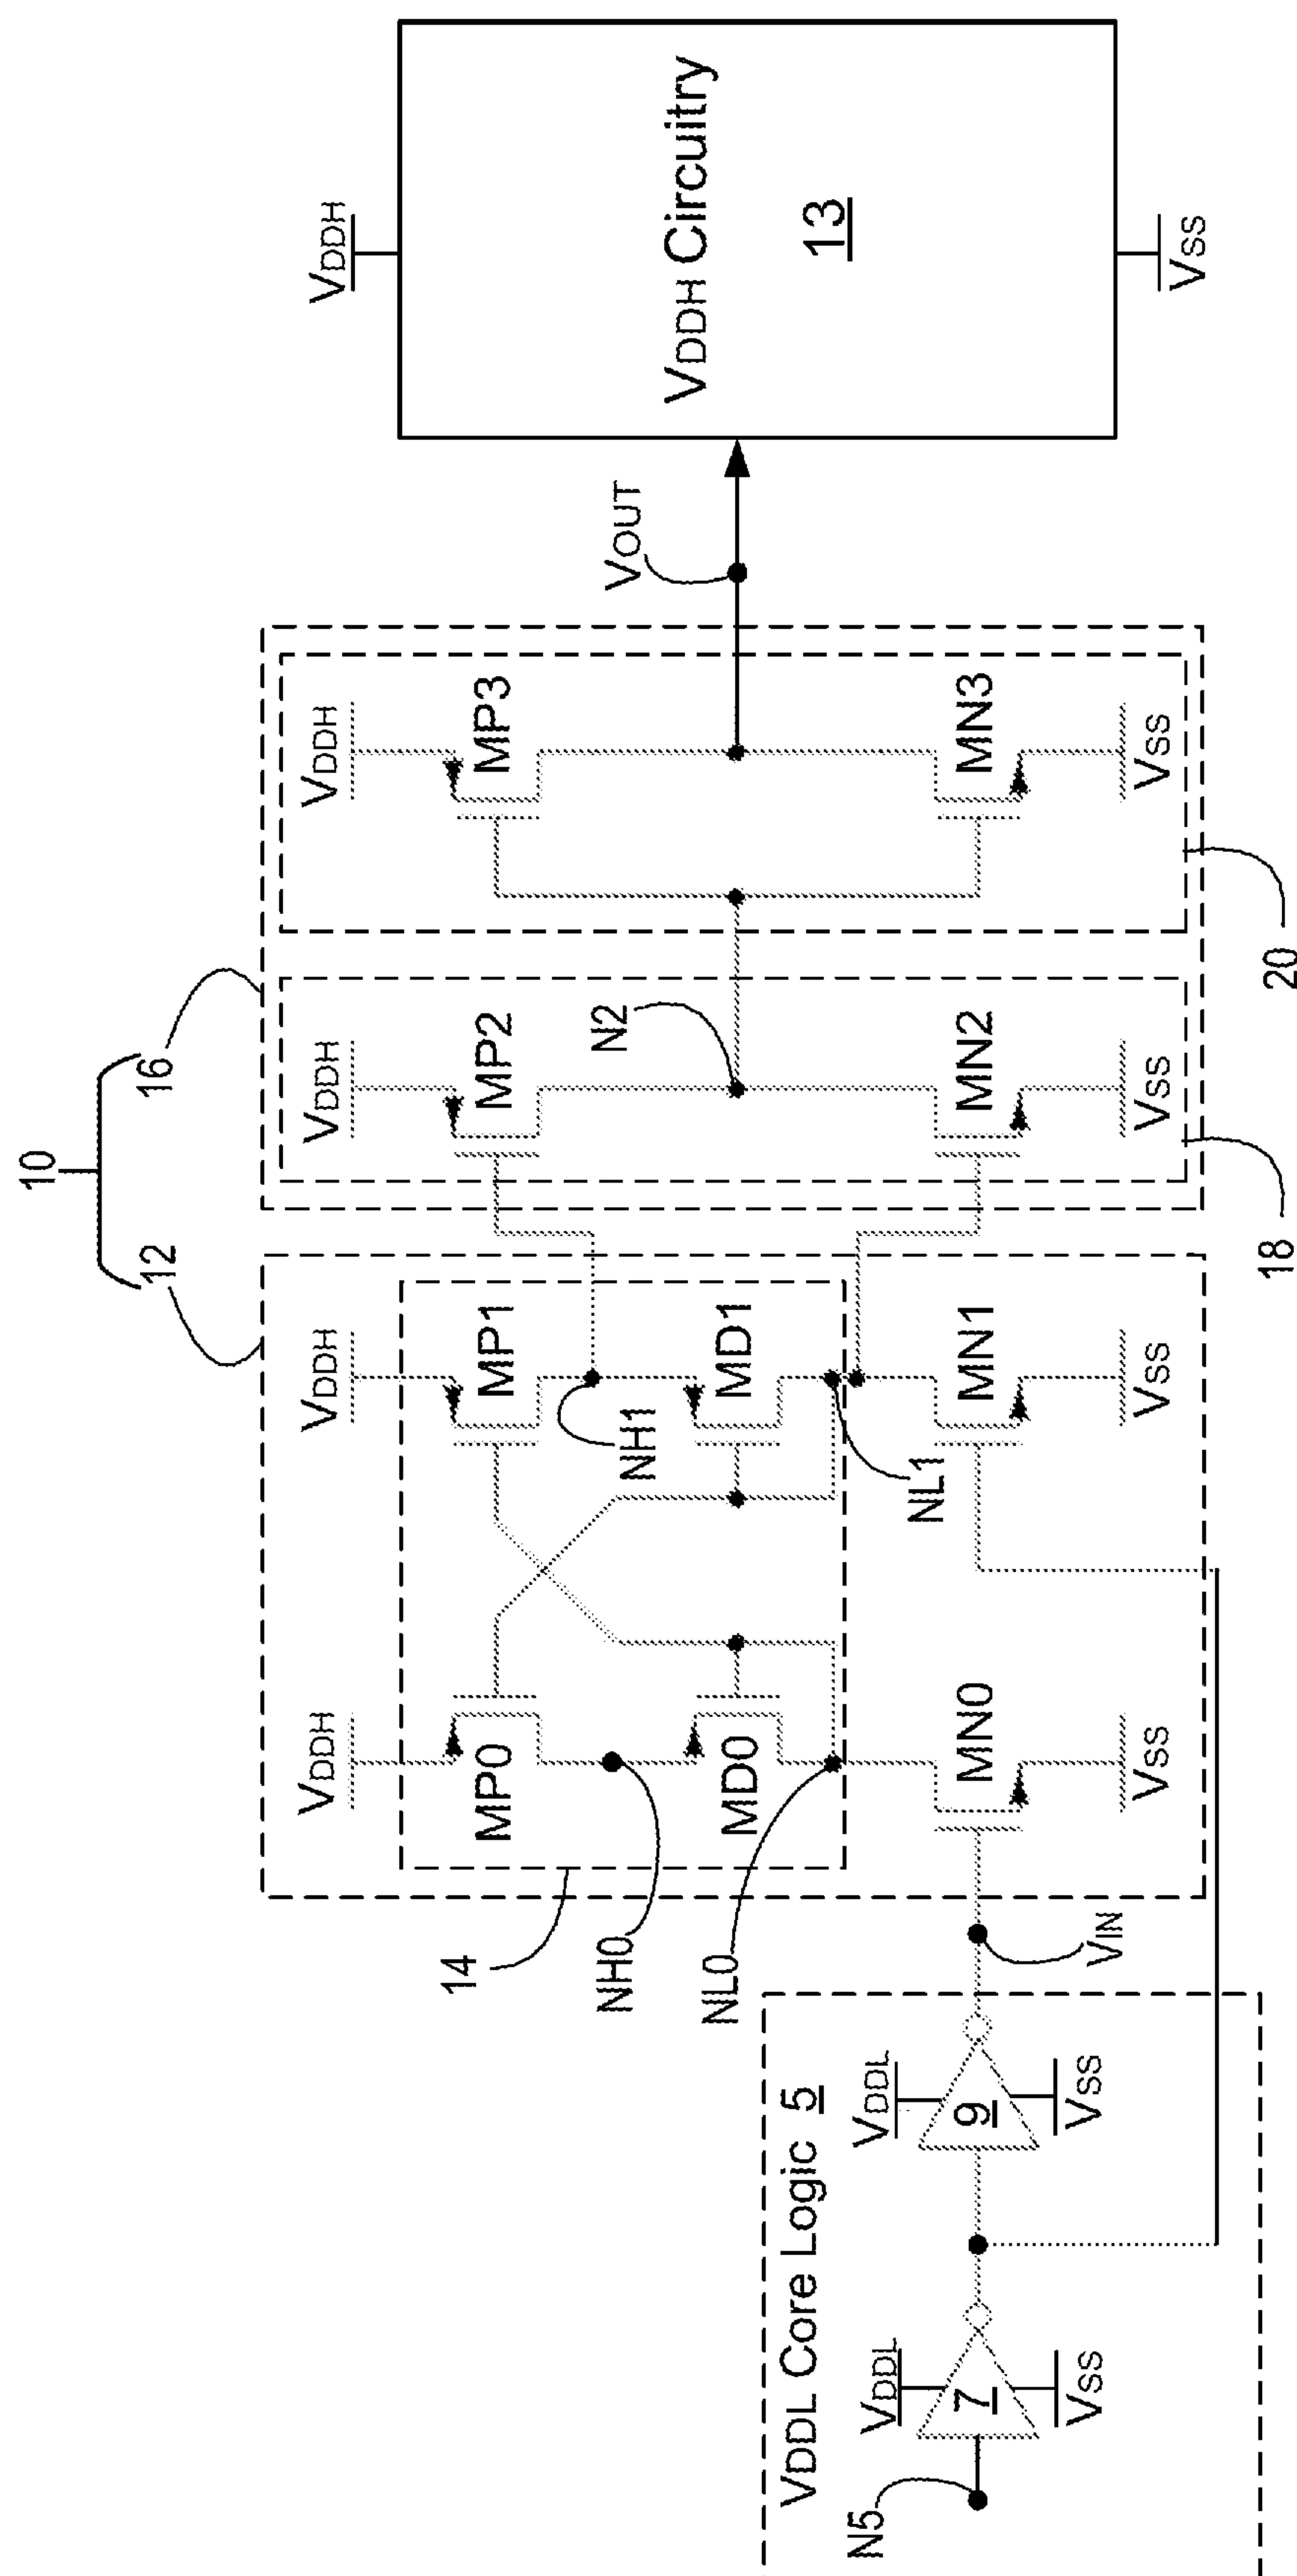 10
12
16
VDDH
VDDH
VDDH
VDDH
VDDH
MP0
MP1
MP2
MP3
VOUT
VDDH Circuitry
13
14
NH0
NH1
N2
MD0
MD1
NL0
NL1
VDDL Core Logic 5
N5
VDDL
7
VSS
VDDL
9
VSS
VIN
MN0
MN1
MN2
MN3
VSS
VSS
VSS
VSS
VSS
18
20